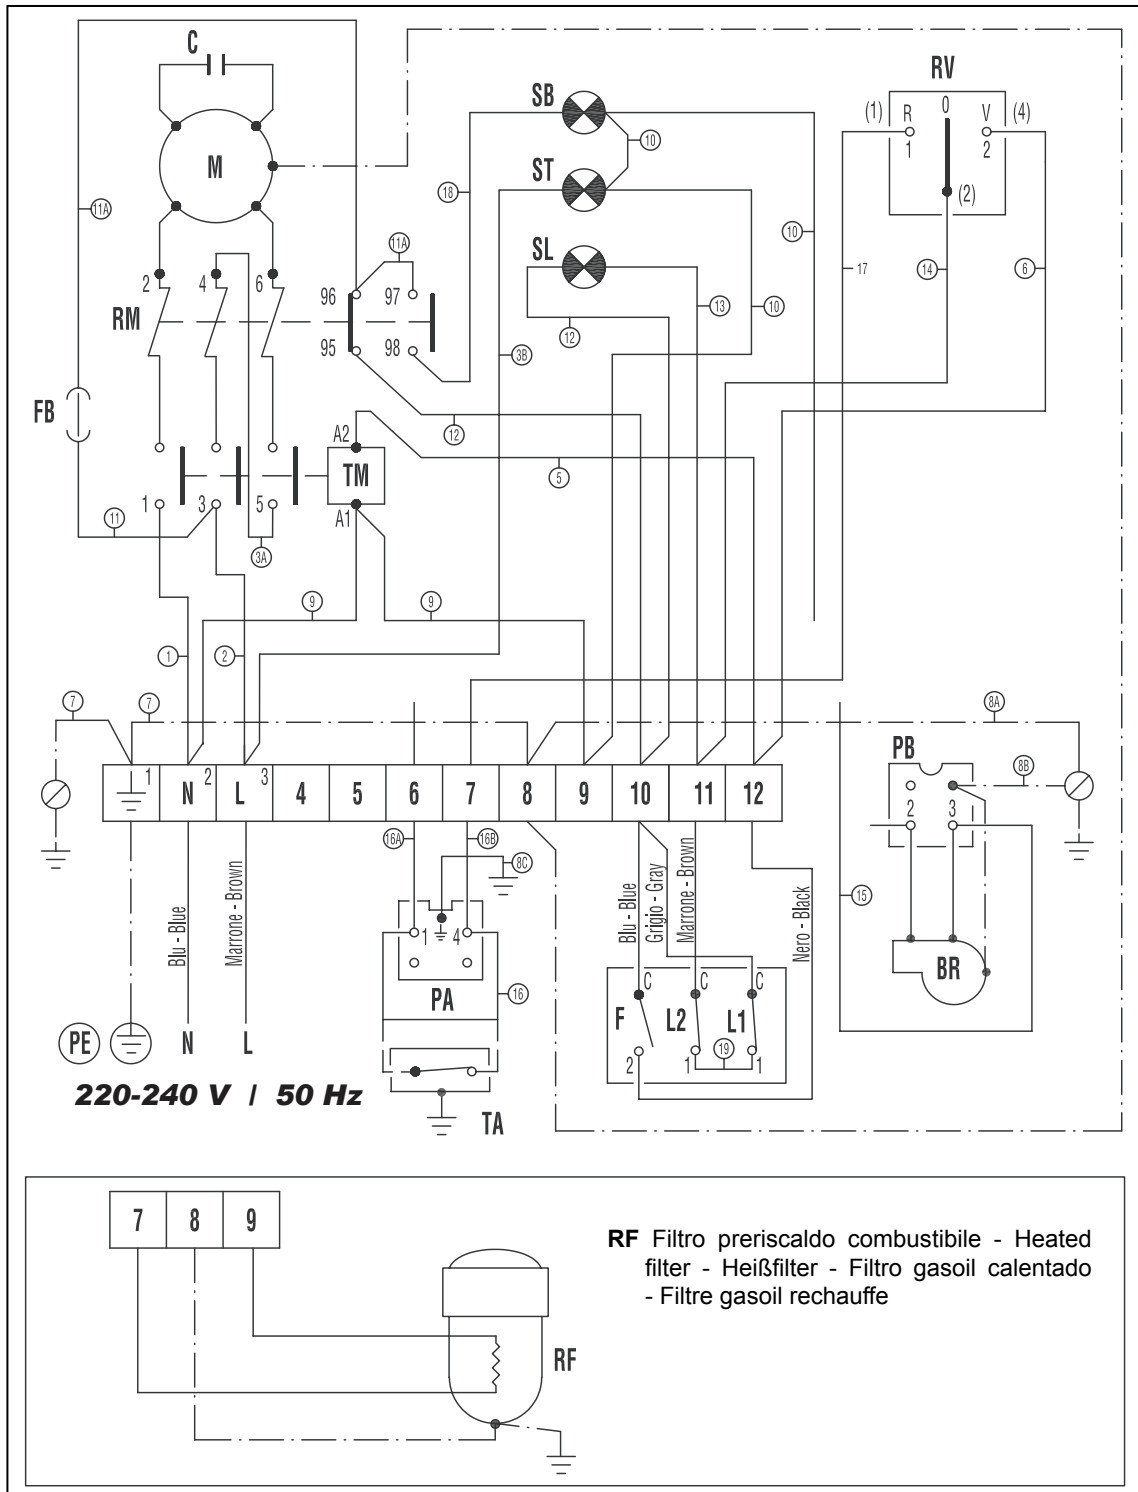 C
RV
SB
(1)
R
0
V
(4)
1
2
10
M
ST
18
(2)
11A
10
11A
SL
17
14
6
2
4
6
96
97
13
10
RM
12
95
98
3B
FB
A2
12
TM
5
1
3
5
A1
11
3A
9
9
1
2
7
7
8A
PB
8B
1
N
2
L
3
4
5
6
7
8
9
10
11
12
2
3
16A
16B
8C
Blu - Blue
Marrone - Brown
Blu - Blue
Grigio - Gray
Marrone - Brown
Nero - Black
15
1
4
BR
PA
16
C
C
C
F
L2
L1
PE
N
L
19
2
1
1
220-240 V / 50 Hz
TA
7
8
9
RF Filtro preriscaldo combustibile - Heated
filter - Heißfilter - Filtro gasoil calentado
- Filtre gasoil rechauffe
RF